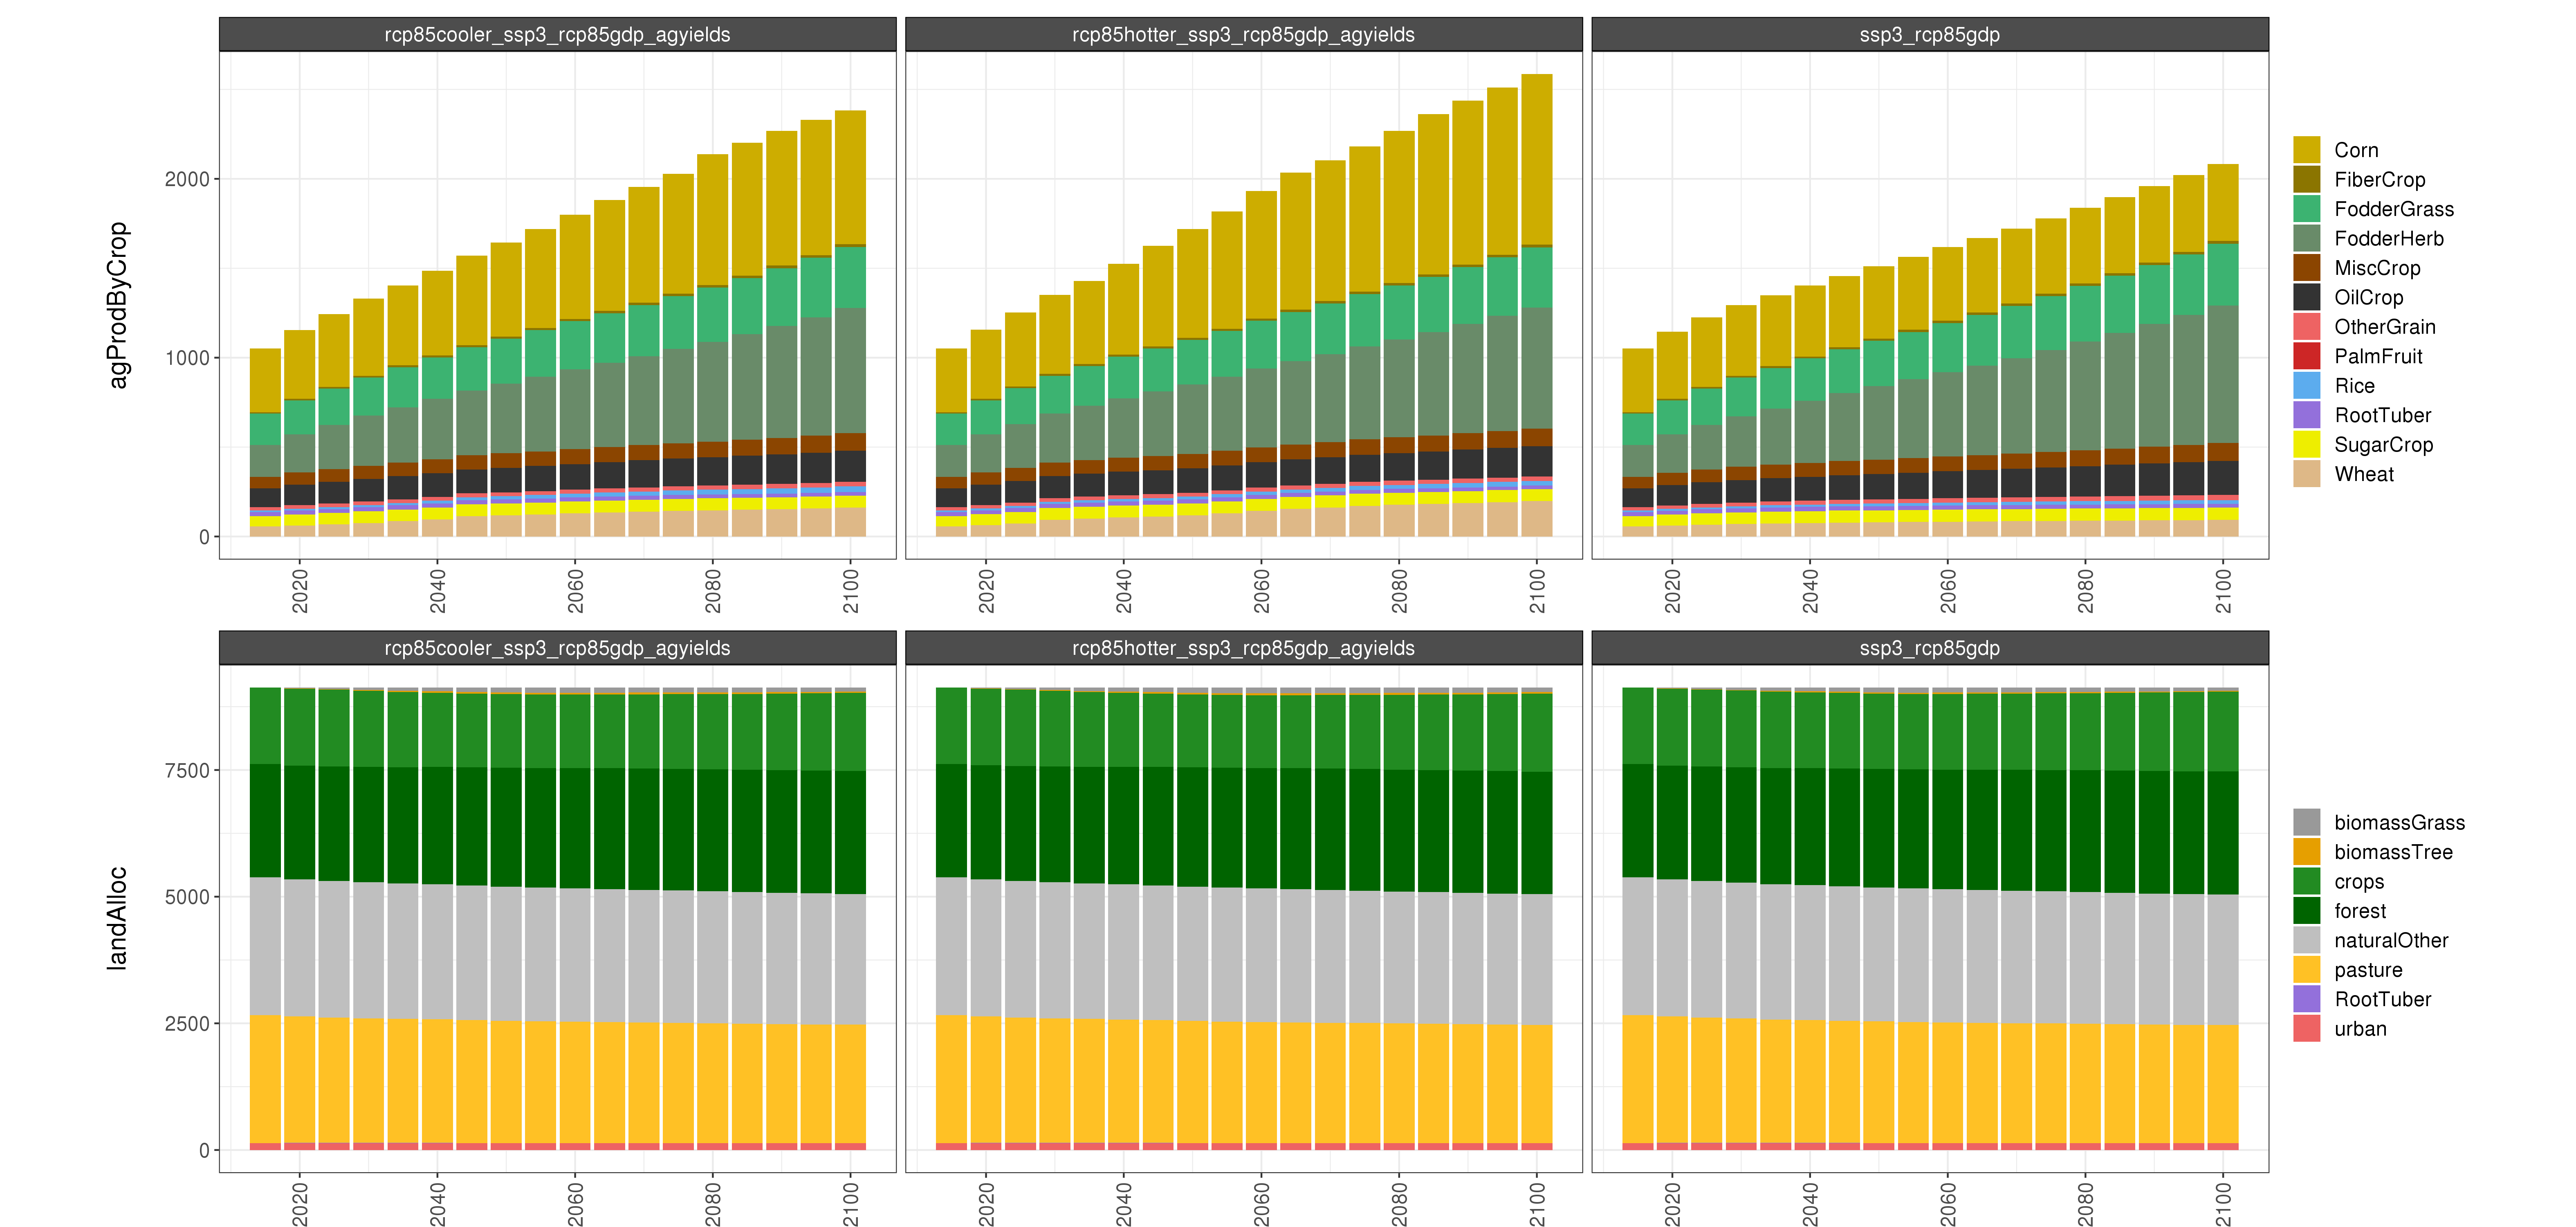 rcp85cooler_ssp3_rcp85gdp_agyields
rcp85hotter_ssp3_rcp85gdp_agyields
ssp3_rcp85gdp
agProdByCrop
2000
1000
0
2020
2040
2060
2080
2100
2020
2040
2060
2080
2100
2020
2040
2060
2080
2100
Corn
FiberCrop
FodderGrass
FodderHerb
MiscCrop
OilCrop
OtherGrain
PalmFruit
Rice
RootTuber
SugarCrop
Wheat
rcp85cooler_ssp3_rcp85gdp_agyields
rcp85hotter_ssp3_rcp85gdp_agyields
ssp3_rcp85gdp
landAlloc
7500
5000
2500
0
2020
2040
2060
2080
2100
2020
2040
2060
2080
2100
2020
2040
2060
2080
2100
biomassGrass
biomassTree
crops
forest
naturalOther
pasture
RootTuber
urban